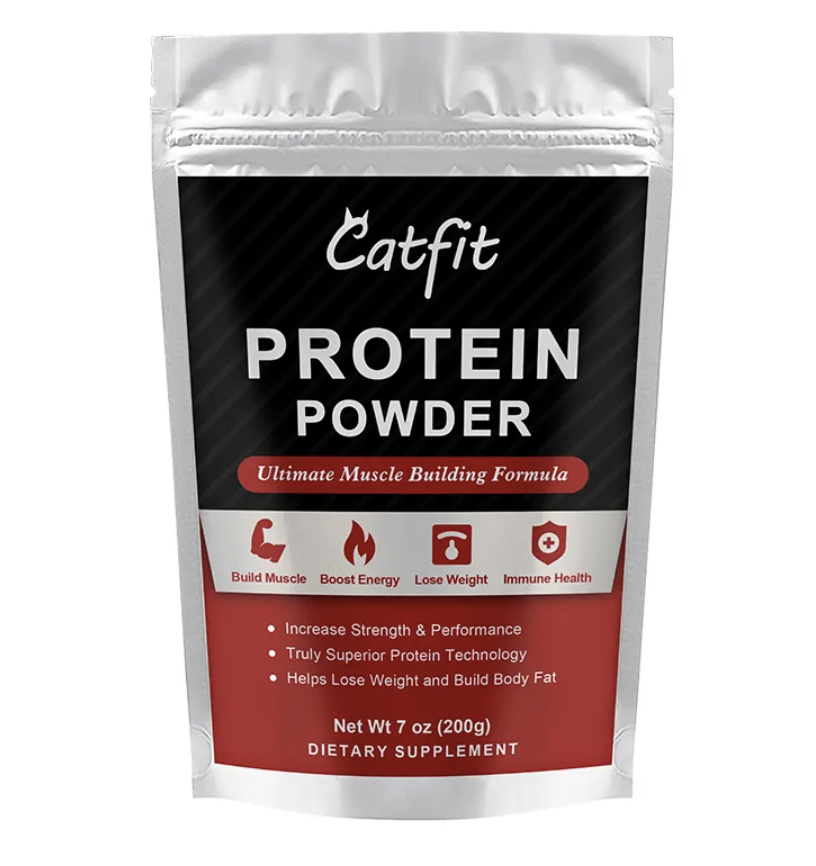 Catfit
PROTEIN
POWDER
Ultimate Muscle Building Formula
Build Muscle Boost Energy Lose Weight Immune Health
• Increase Strength & Performance
• Truly Superior Protein Technology
• Helps Lose Weight and Build Body Fat
Net Wt 7 oz (200g)
DIETARY SUPPLEMENT